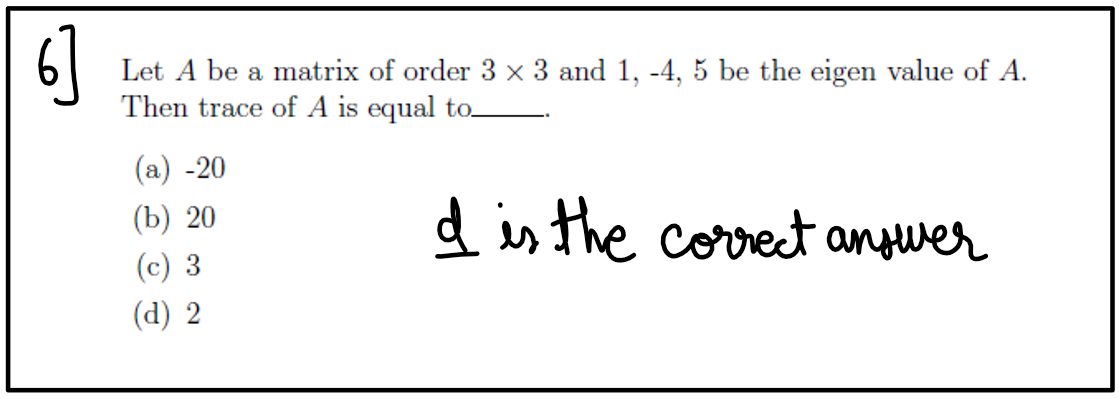 6]
Let A be a matrix of order 3 × 3 and 1, -4, 5 be the eigen value of A.
Then trace of A is equal to_____.
(a) -20
(b) 20
(c) 3
(d) 2
d is the correct answer